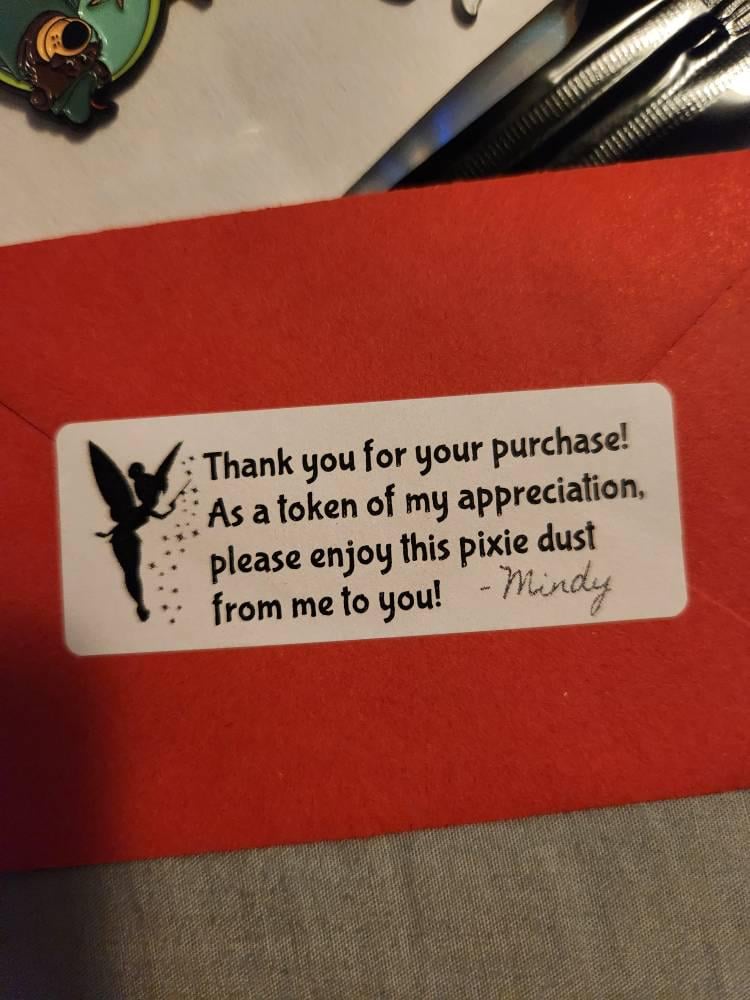 Thank you for your purchase!
As a token of my appreciation,
please enjoy this pixie dust
from me to you! - Mindy